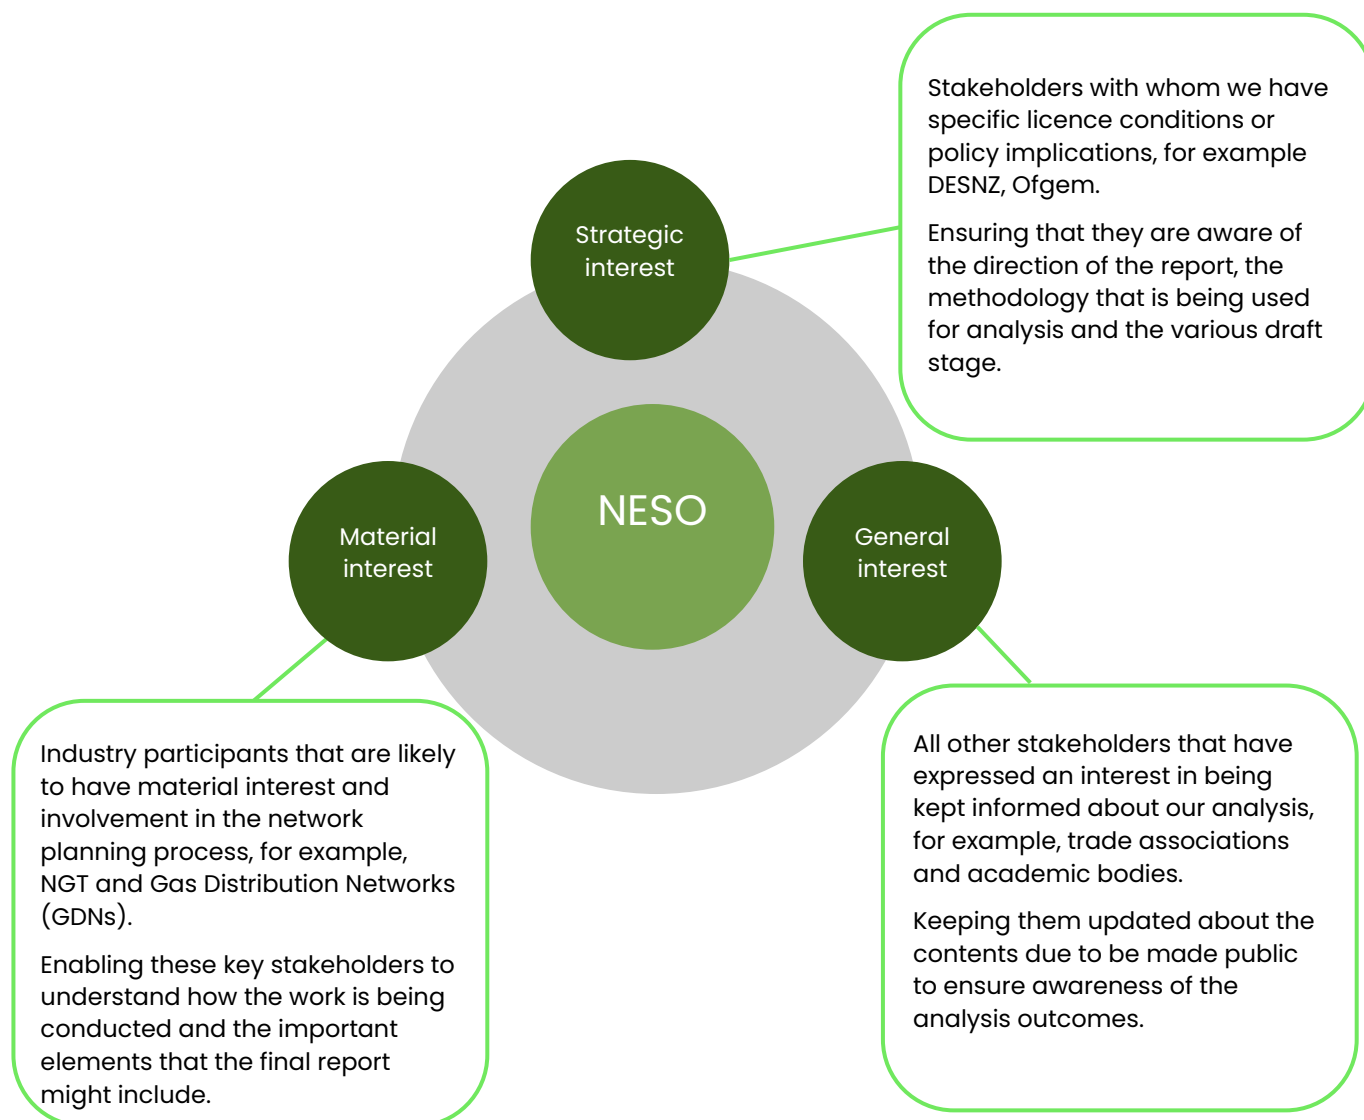 Stakeholders with whom we have
specific licence conditions or
policy implications, for example
DESNZ, Ofgem.
Ensuring that they are aware of
the direction of the report, the
methodology that is being used
for analysis and the various draft
stage.
Strategic
interest
NESO
Material
interest
General
interest
Industry participants that are likely
to have material interest and
involvement in the network
planning process, for example,
NGT and Gas Distribution Networks
(GDNs).
Enabling these key stakeholders to
understand how the work is being
conducted and the important
elements that the final report
might include.
All other stakeholders that have
expressed an interest in being
kept informed about our analysis,
for example, trade associations
and academic bodies.
Keeping them updated about the
contents due to be made public
to ensure awareness of the
analysis outcomes.